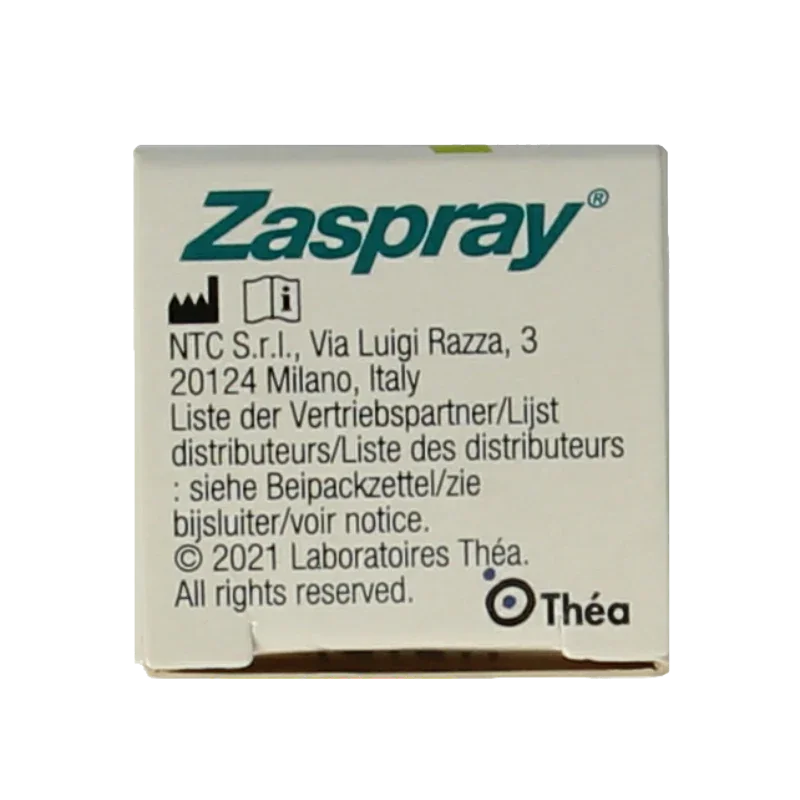 Zaspray®
i
NTC S.r.l., Via Luigi Razza, 3
20124 Milano, Italy
Liste der Vertriebspartner/Lijst
distributeurs/Liste des distributeurs
: siehe Beipackzettel/zie
bijsluiter/voir notice.
© 2021 Laboratoires Théa.
All rights reserved.
Théa